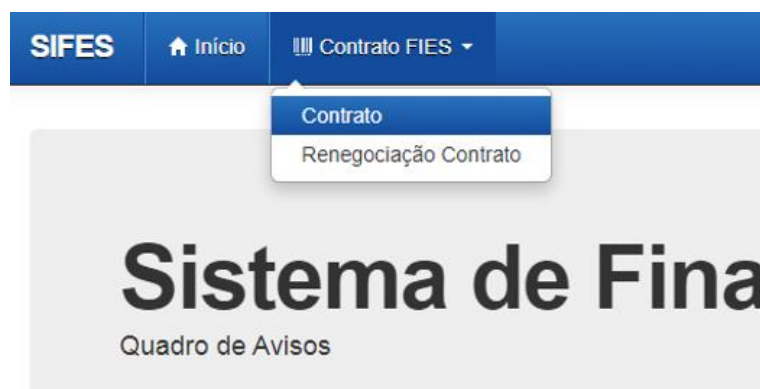 SIFES Início Contrato FIES
Contrato
Renegociação Contrato
Sistema de Fina
Quadro de Avisos